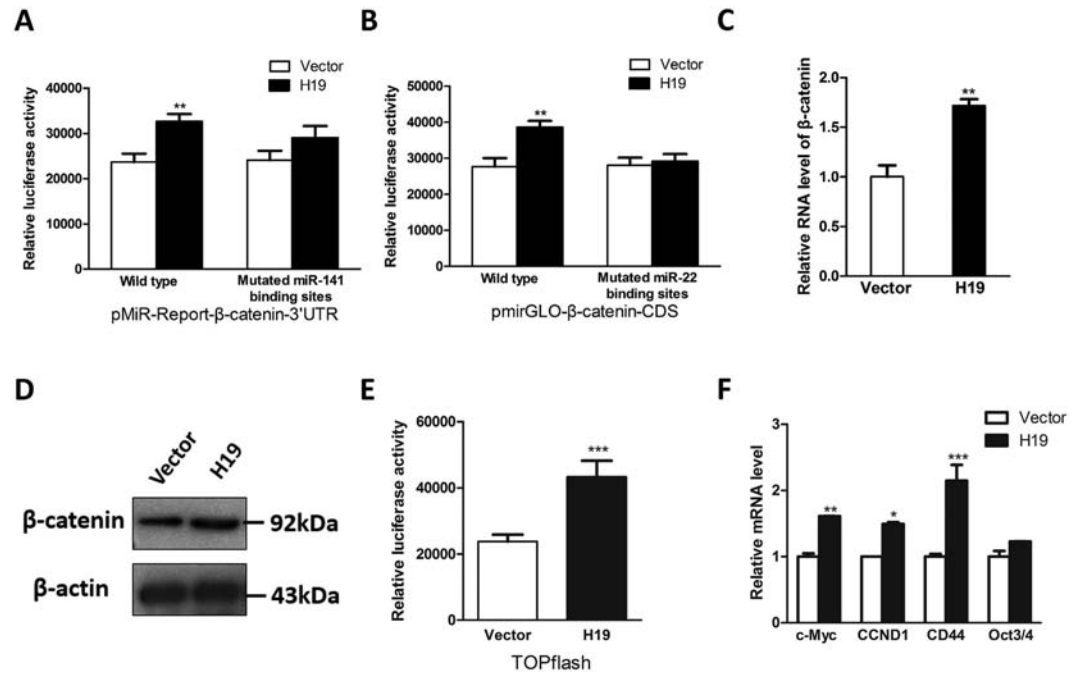 A
Vector
H19
Relative luciferase activity
40000
30000
20000
10000
0
**
Wild type
Mutated miR-141
binding sites
pMiR-Report-β-catenin-3'UTR
B
Vector
H19
Relative luciferase activity
50000
40000
30000
20000
10000
0
**
Wild type
Mutated miR-22
binding sites
pmirGLO-β-catenin-CDS
C
Relative RNA level of β-catenin
2.0
1.5
1.0
0.5
0.0
**
Vector
H19
D
Vector
H19
β-catenin
92kDa
β-actin
43kDa
E
Relative luciferase activity
60000
40000
20000
0
***
Vector
H19
TOPflash
F
Vector
H19
Relative mRNA level
3
2
1
0
**
*
***
c-Myc
CCND1
CD44
Oct3/4